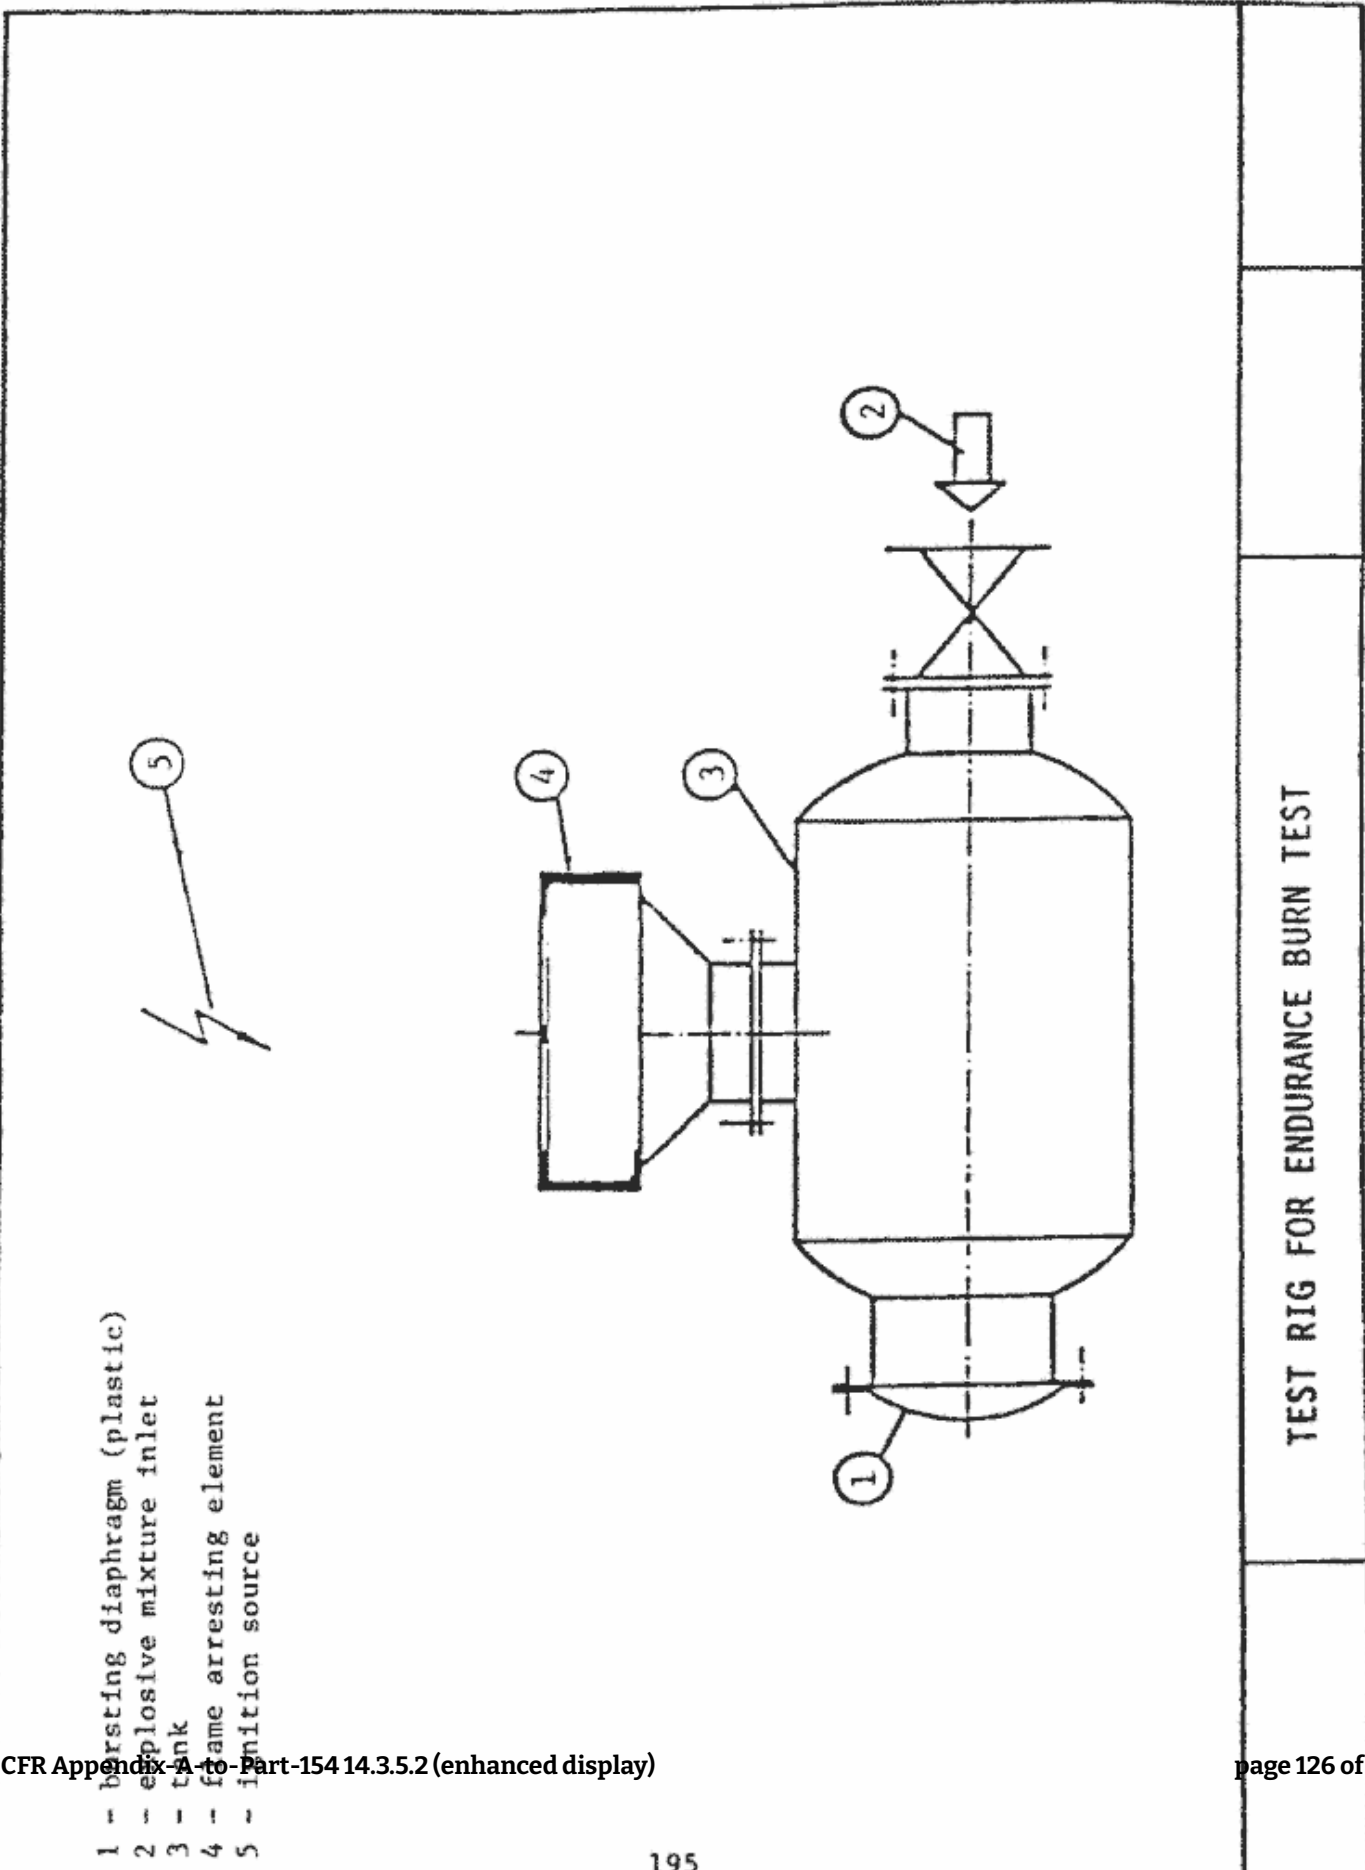 1 - bursting diaphragm (plastic)
2 - explosive mixture inlet
3 - tank
4 - flame arresting element
5 - ignition source
5
4
3
2
1
TEST RIG FOR ENDURANCE BURN TEST
CFR Appendix-A-to-Part-154 14.3.5.2 (enhanced display)
page 126 of
195